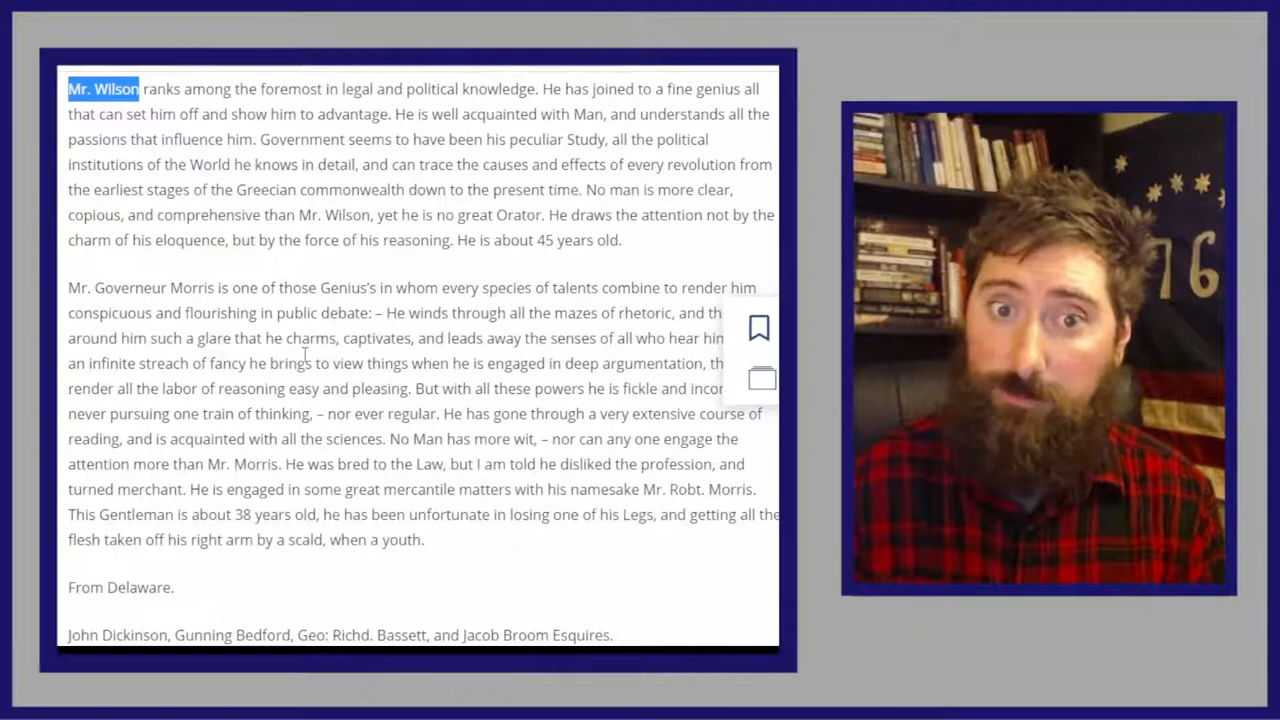 Mr. Wilson ranks among the foremost in legal and political knowledge. He has joined to a fine genius all
that can set him off and show him to advantage. He is well acquainted with Man, and understands all the
passions that influence him. Government seems to have been his peculiar Study, all the political
institutions of the World he knows in detail, and can trace the causes and effects of every revolution from
the earliest stages of the Greecian commonwealth down to the present time. No man is more clear,
copious, and comprehensive than Mr. Wilson, yet he is no great Orator. He draws the attention not by the
charm of his eloquence, but by the force of his reasoning. He is about 45 years old.
Mr. Governeur Morris is one of those Genius's in whom every species of talents combine to render him
conspicuous and flourishing in public debate: – He winds through all the mazes of rhetoric, and
around him such a glare that he charms, captivates, and leads away the senses of all who hear
an infinite streach of fancy he brings to view things when he is engaged in deep argumentation,
render all the labor of reasoning easy and pleasing. But with all these powers he is fickle and
never pursuing one train of thinking, – nor ever regular. He has gone through a very extensive course of
reading, and is acquainted with all the sciences. No Man has more wit, – nor can any one engage the
attention more than Mr. Morris. He was bred to the Law, but I am told he disliked the profession, and
turned merchant. He is engaged in some great mercantile matters with his namesake Mr. Robt. Morris.
This Gentleman is about 38 years old, he has been unfortunate in losing one of his Legs, and getting all the
flesh taken off his right arm by a scald, when a youth.
From Delaware.
John Dickinson, Gunning Bedford, Geo: Richd. Bassett, and Jacob Broom Esquires.
76